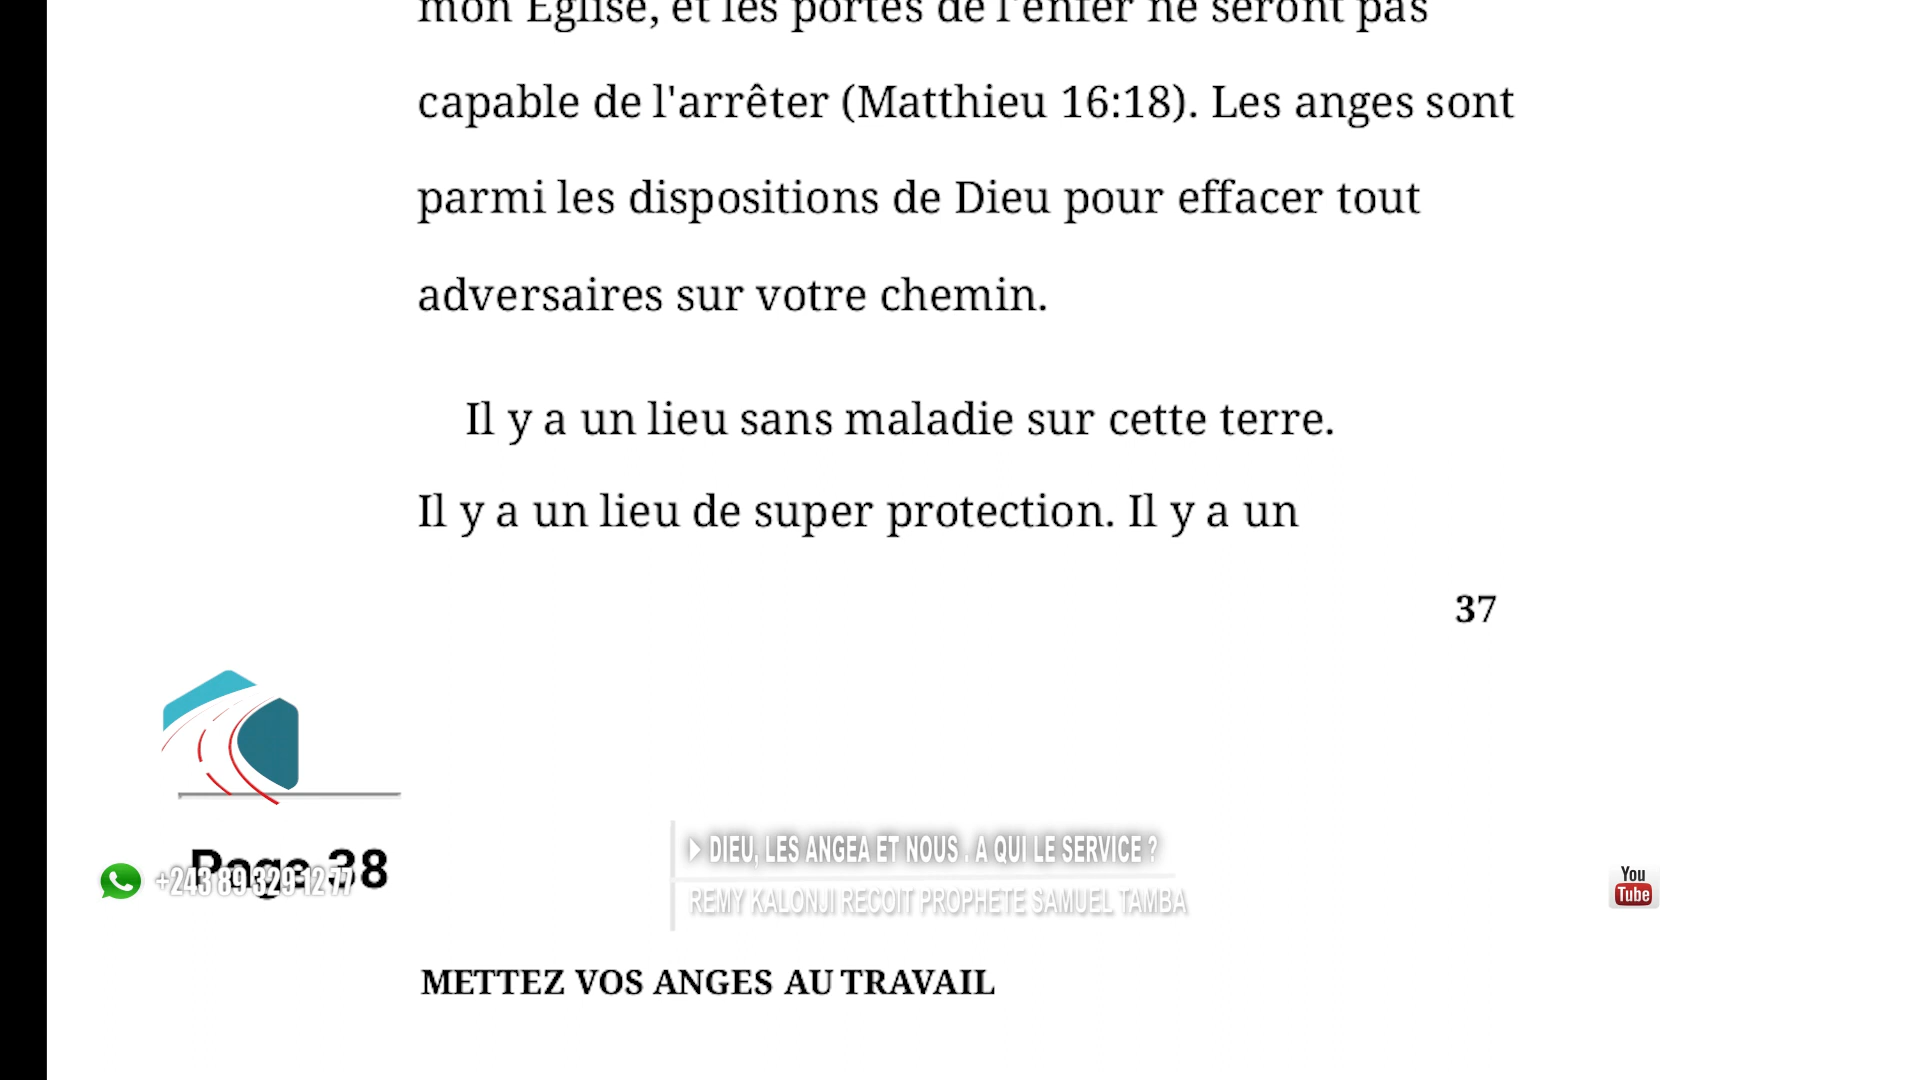 mon Église, et les portes de l'enfer ne seront pas
capable de l'arrêter (Matthieu 16:18). Les anges sont
parmi les dispositions de Dieu pour effacer tout
adversaires sur votre chemin.
Il y a un lieu sans maladie sur cette terre.
Il y a un lieu de super protection. Il y a un
37
Page 38
+243 89 329 12 77
DIEU, LES ANGEA ET NOUS . A QUI LE SERVICE ?
REMY KALONJI RECOIT PROPHETE SAMUEL TAMBA
You
Tube
METTEZ VOS ANGES AU TRAVAIL